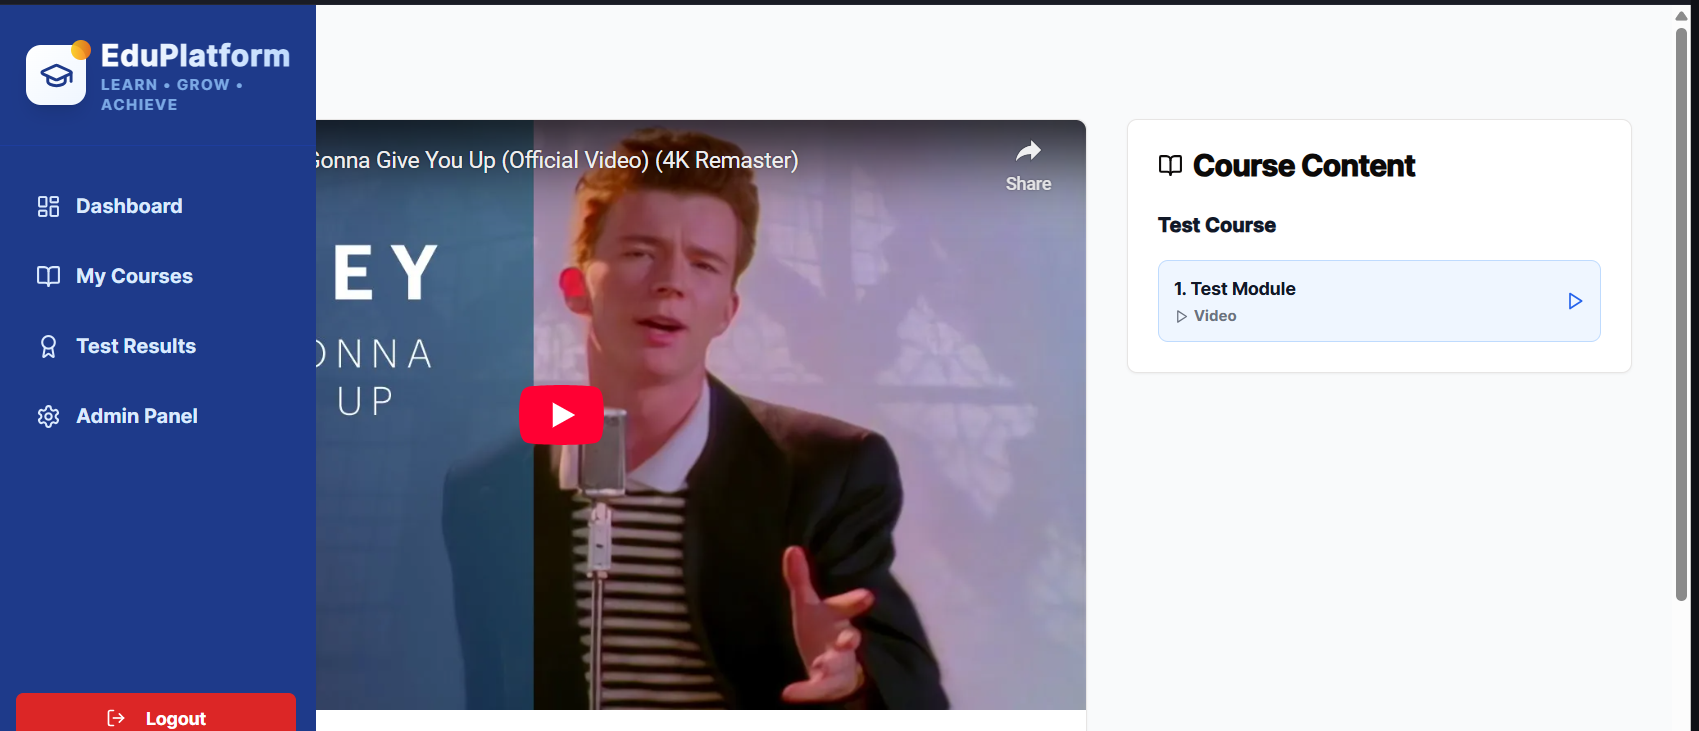 EduPlatform
LEARN • GROW •
ACHIEVE
Dashboard
My Courses
Test Results
Admin Panel
Logout
Gonna Give You Up (Official Video) (4K Remaster)
Share
EY
ONNA
UP
Course Content
Test Course
1. Test Module
Video